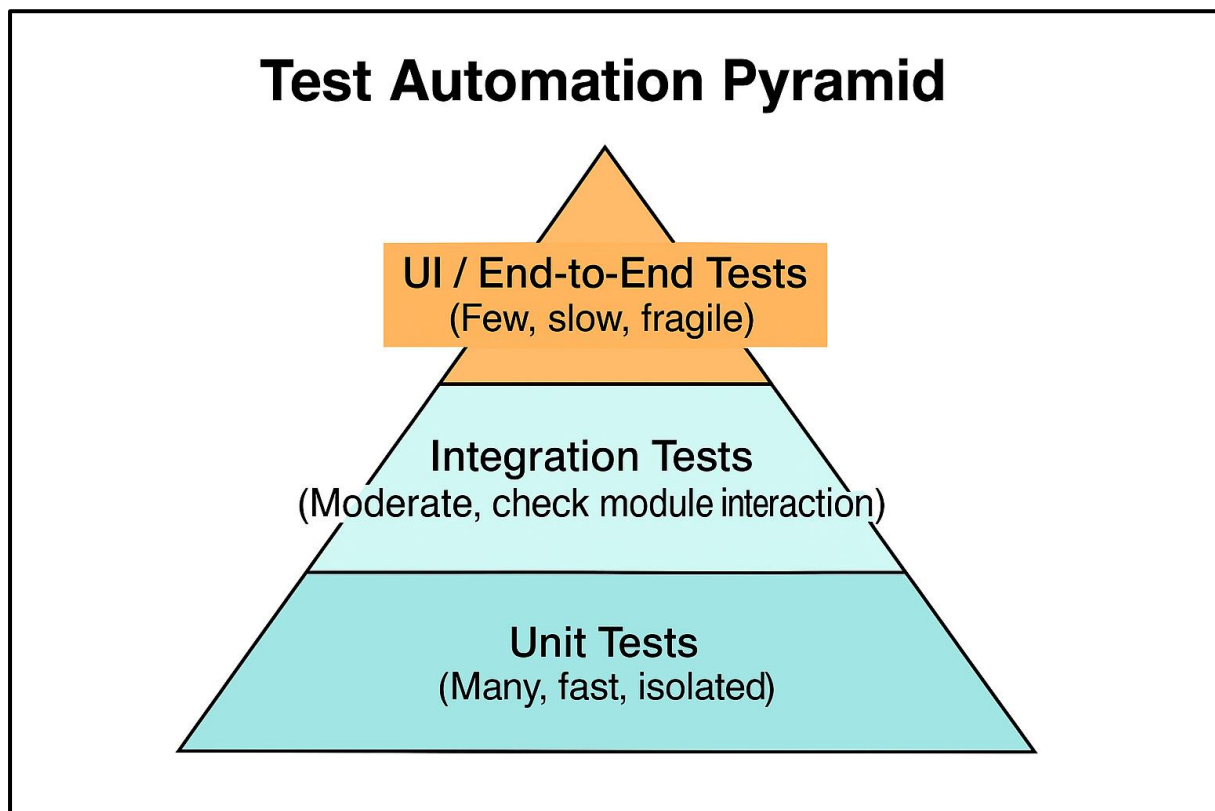 Test Automation Pyramid
UI / End-to-End Tests
(Few, slow, fragile)
Integration Tests
(Moderate, check module interaction)
Unit Tests
(Many, fast, isolated)